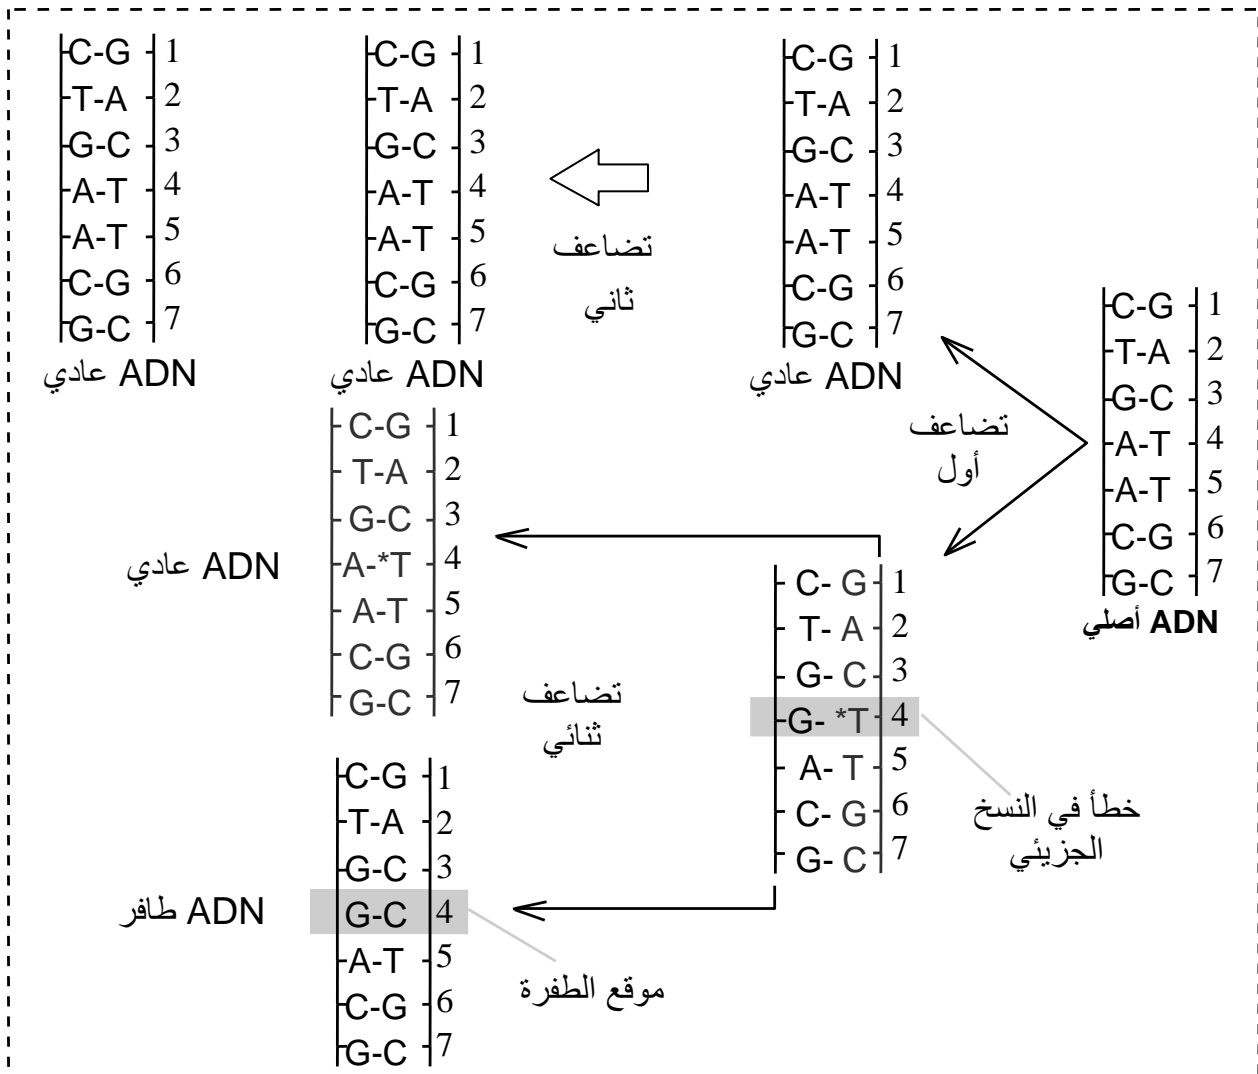 C-G 1
T-A 2
G-C 3
A-T 4
A-T 5
C-G 6
G-C 7
ADN عادي
C-G 1
T-A 2
G-C 3
A-T 4
A-T 5
C-G 6
G-C 7
ADN عادي
تضاعف
ثاني
C-G 1
T-A 2
G-C 3
A-T 4
A-T 5
C-G 6
G-C 7
ADN عادي
تضاعف
أول
C-G 1
T-A 2
G-C 3
A-T 4
A-T 5
C-G 6
G-C 7
ADN أصلي
C-G 1
T-A 2
G-C 3
A-*T 4
A-T 5
C-G 6
G-C 7
ADN عادي
تضاعف
ثنائي
C- G 1
T- A 2
G- C 3
G- *T 4
A- T 5
C- G 6
G- C 7
خطأ في النسخ
الجزيئي
C-G 1
T-A 2
G-C 3
G-C 4
A-T 5
C-G 6
G-C 7
ADN طافر
موقع الطفرة